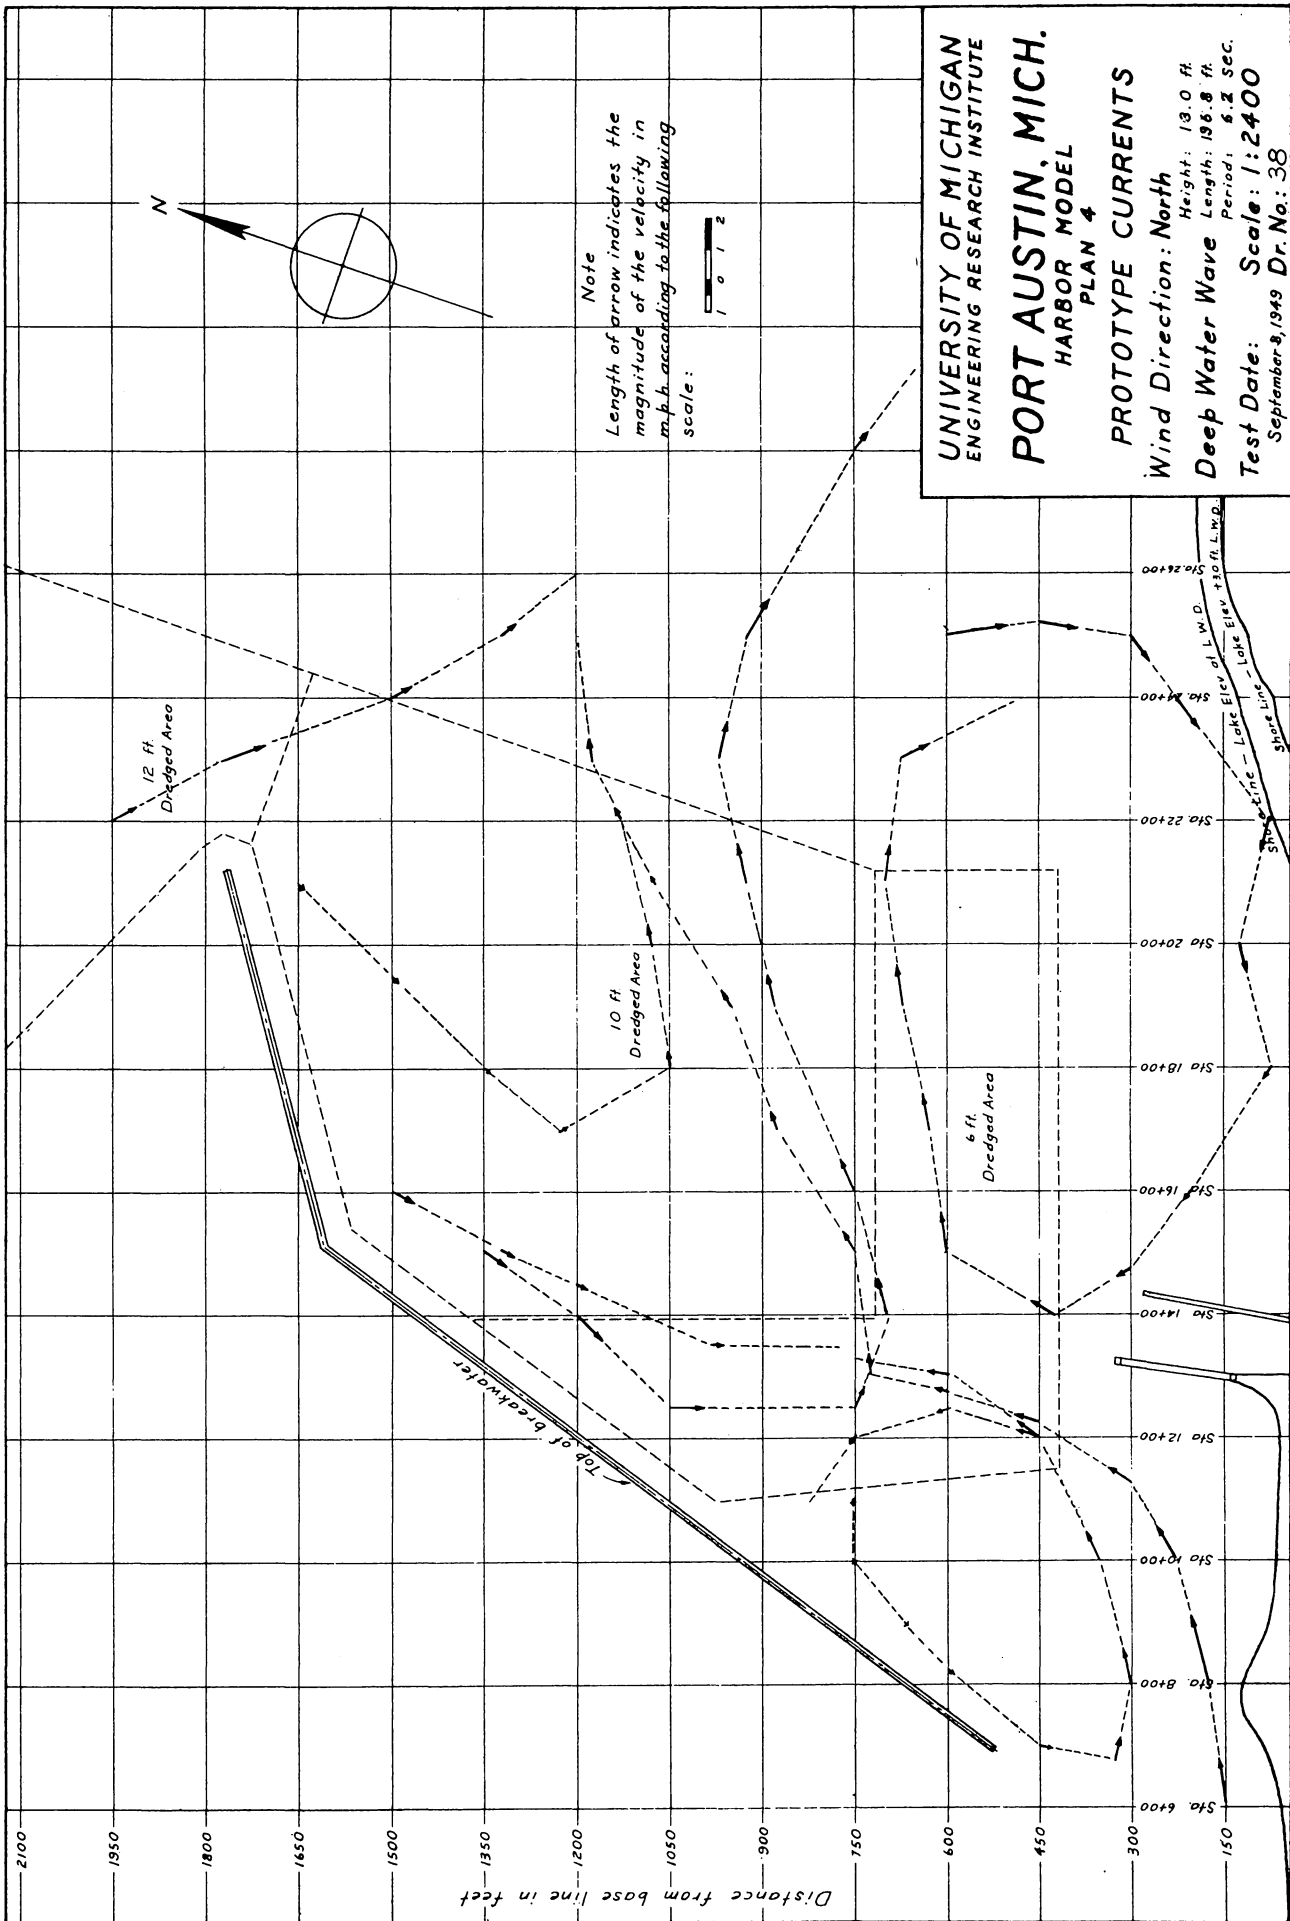 UNIVERSITY OF MICHIGAN
ENGINEERING RESEARCH INSTITUTE
PORT AUSTIN, MICH.
HARBOR MODEL
PLAN 4
PROTOTYPE CURRENTS
Wind Direction: North
Deep Water Wave
Height: 13.0 ft.
Length: 196.8 ft.
Period: 6.2 sec.
Test Date: Scale: 1:2400
September 8, 1949 Dr. No.: 38
N
Note
Length of arrow indicates the
magnitude of the velocity in
m.p.h. according to the following
scale:
1 0 1 2
12 ft.
Dredged Area
10 ft.
Dredged Area
6 ft.
Dredged Area
Top of breakwater
Shore Line - Lake Elev at L.W.D.
Shore Line - Lake Elev +3.0 ft. L.W.D.
Sta. 26+00
Sta. 24+00
Sta. 22+00
Sta 20+00
Sta 18+00
Sta 16+00
Sta 14+00
Sta 12+00
Sta 10+00
Sta. 8+00
Sta. 6+00
2100
1950
1800
1650
1500
1350
1200
1050
900
750
600
450
300
150
Distance from base line in feet